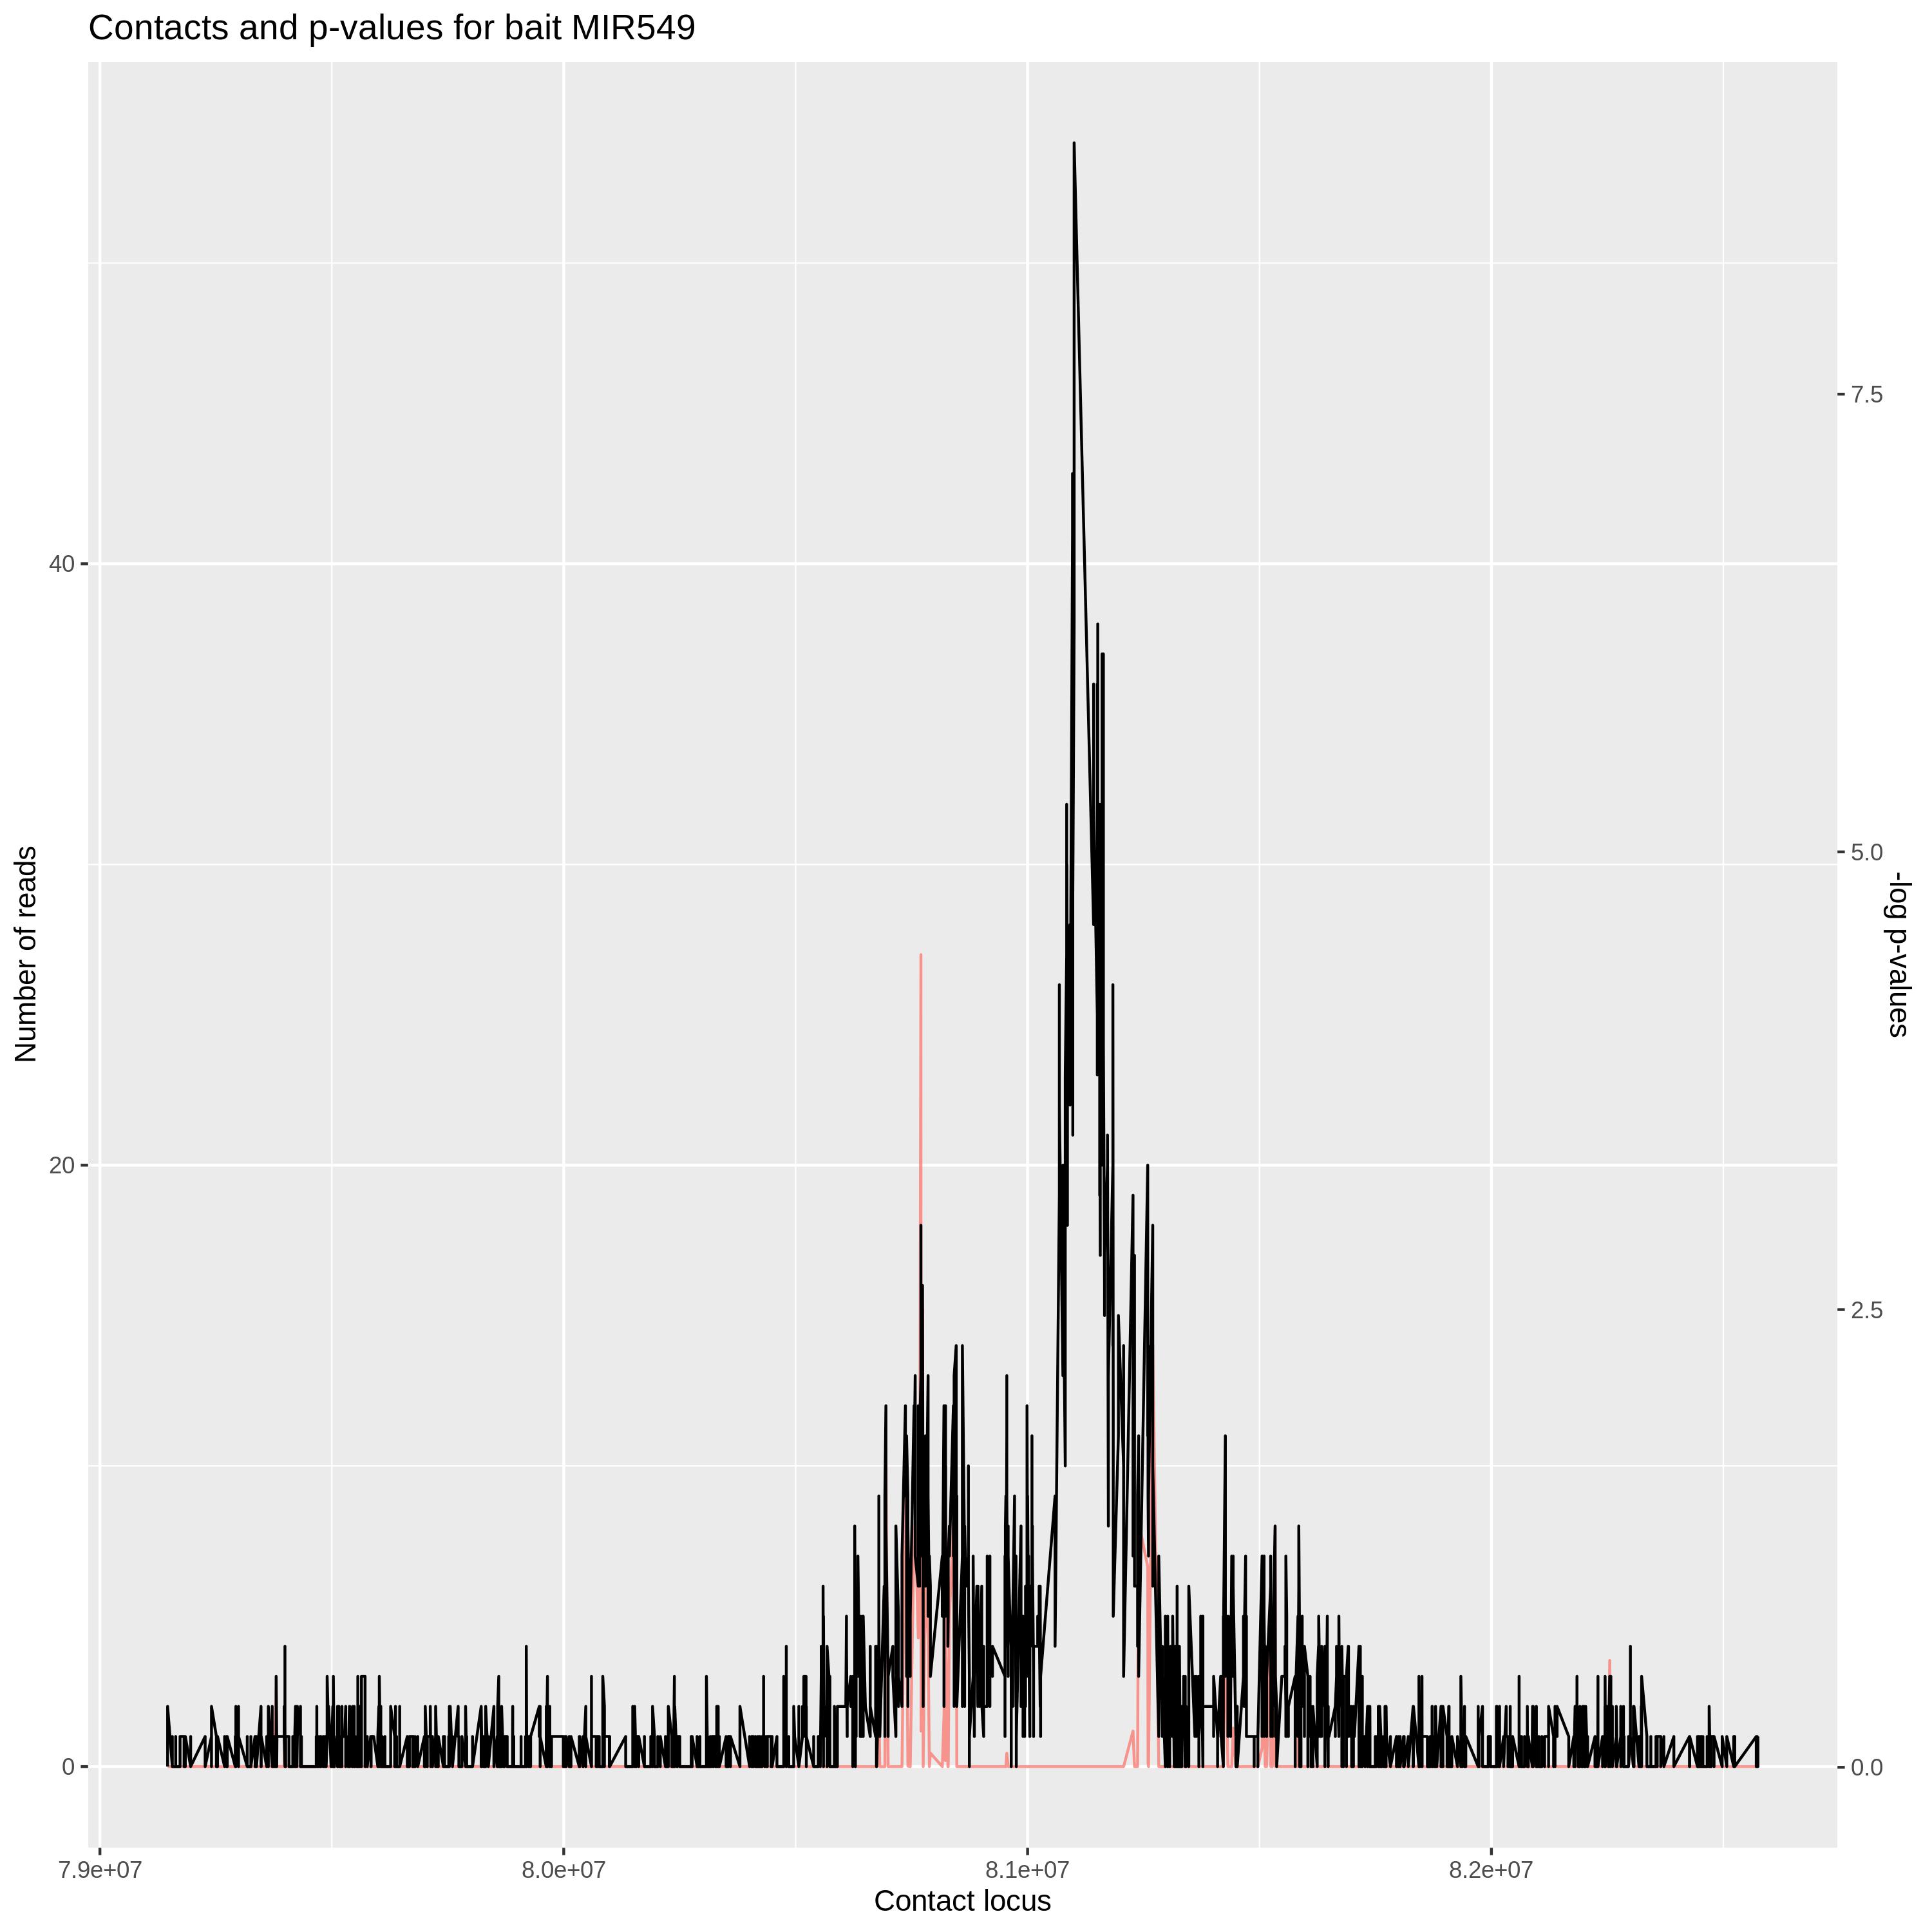 Contacts and p-values for bait MIR549
40
20
0
Number of reads
7.5
5.0
2.5
0.0
-log p-values
7.9e+07
8.0e+07
8.1e+07
8.2e+07
Contact locus